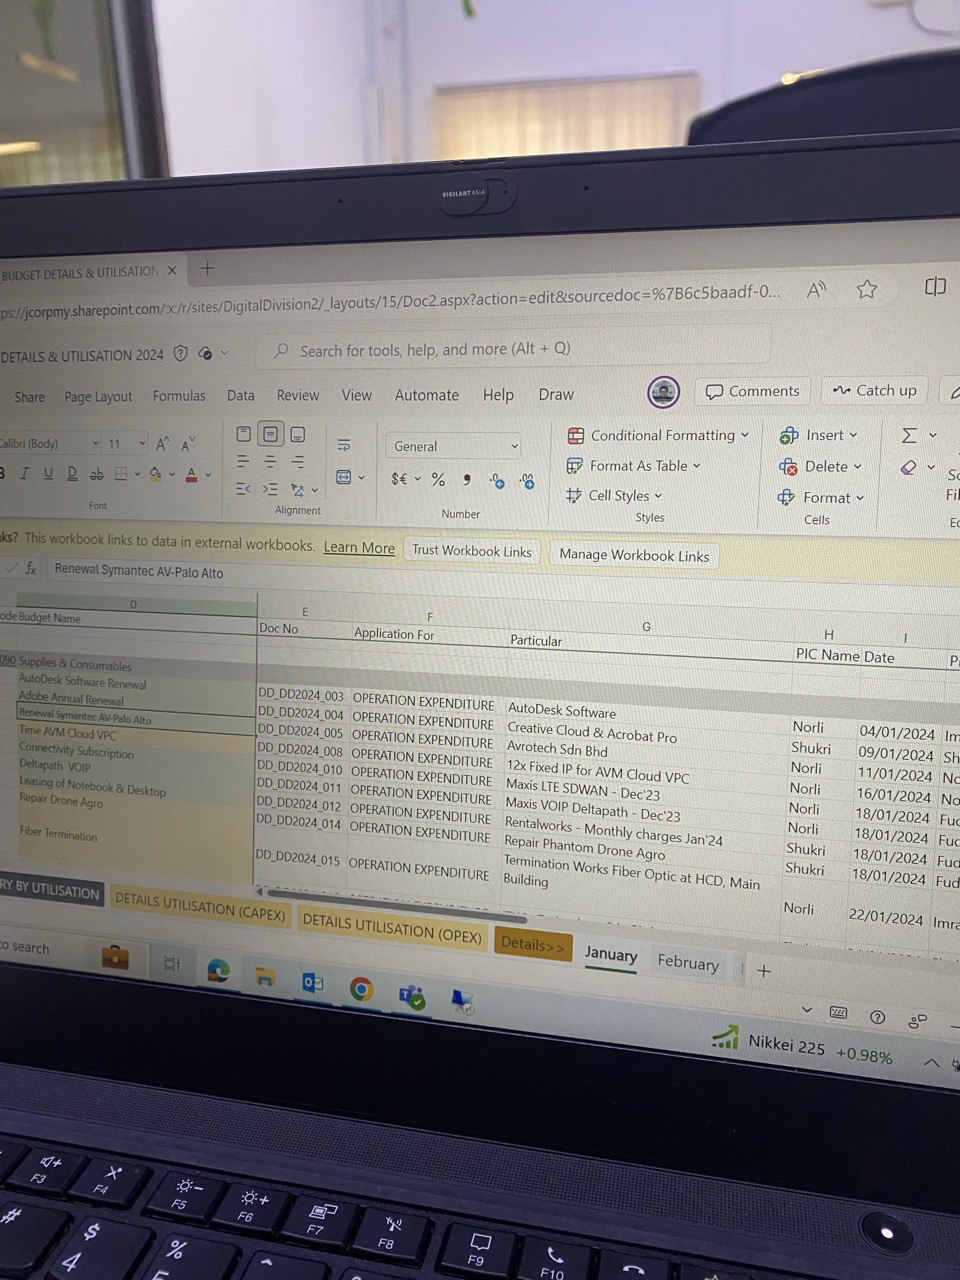 VIGILANT ASIA
BUDGET DETAILS & UTILISATION
ps://jcorpmy.sharepoint.com/:x:/r/sites/DigitalDivision2/_layouts/15/Doc2.aspx?action=edit&sourcedoc=%7B6c5baadf-0...
DETAILS & UTILISATION 2024
Search for tools, help, and more (Alt + Q)
Share Page Layout Formulas Data Review View Automate Help Draw
Comments Catch up
Calibri (Body) 11
General
Conditional Formatting
Insert
Format As Table
Delete
Cell Styles
Format
Font Alignment Number Styles Cells
This workbook links to data in external workbooks. Learn More Trust Workbook Links Manage Workbook Links
fx Renewal Symantec AV-Palo Alto
D E F G H I
Budget Name Doc No Application For Particular PIC Name Date
090 Supplies & Consumables
AutoDesk Software Renewal DD_DD2024_003 OPERATION EXPENDITURE AutoDesk Software Norli 04/01/2024 Im
Adobe Annual Renewal DD_DD2024_004 OPERATION EXPENDITURE Creative Cloud & Acrobat Pro Shukri 09/01/2024 Sh
Renewal Symantec AV-Palo Alto DD_DD2024_005 OPERATION EXPENDITURE Avrotech Sdn Bhd Norli 11/01/2024 No
Time AVM Cloud VPC DD_DD2024_008 OPERATION EXPENDITURE 12x Fixed IP for AVM Cloud VPC Norli 16/01/2024 No
Connectivity Subscription DD_DD2024_010 OPERATION EXPENDITURE Maxis LTE SDWAN - Dec'23 Norli 18/01/2024 Fud
Deltapath VOIP DD_DD2024_011 OPERATION EXPENDITURE Maxis VOIP Deltapath - Dec'23 Norli 18/01/2024 Fud
Leasing of Notebook & Desktop DD_DD2024_012 OPERATION EXPENDITURE Rentalworks - Monthly charges Jan'24 Shukri 18/01/2024 Fud
Repair Drone Agro DD_DD2024_014 OPERATION EXPENDITURE Repair Phantom Drone Agro Shukri 18/01/2024 Fud
Fiber Termination DD_DD2024_015 OPERATION EXPENDITURE Termination Works Fiber Optic at HCD, Main Building Norli 22/01/2024 Imra
RY BY UTILISATION DETAILS UTILISATION (CAPEX) DETAILS UTILISATION (OPEX) Details>> January February
to search
Nikkei 225 +0.98%
F3 F4 F5 F6 F7 F8 F9 F10
# $ 4 %